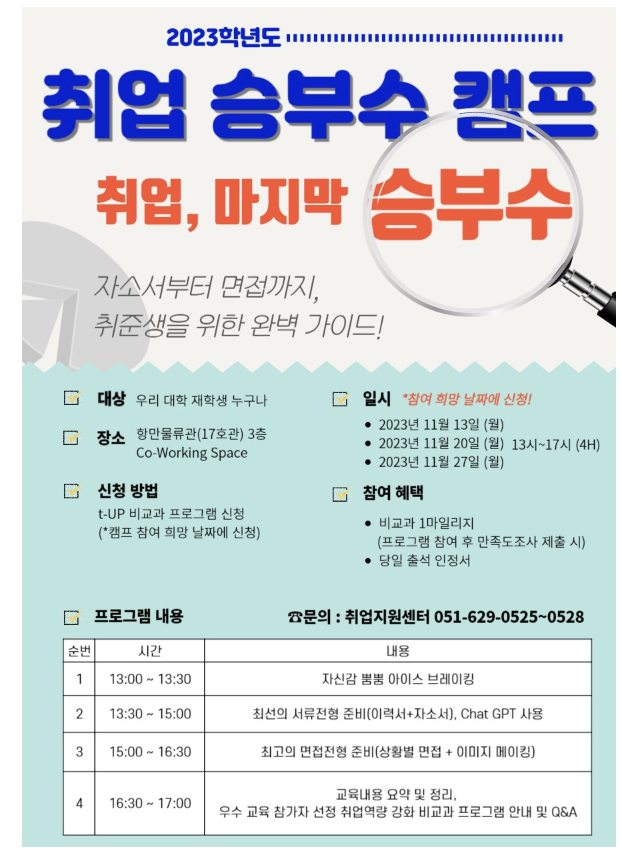 2023학년도
취업 승부수 캠프
취업, 마지막 승부수
자소서부터 면접까지,
취준생을 위한 완벽 가이드!
대상 우리 대학 재학생 누구나
장소 항만물류관(17호관) 3층
Co-Working Space
신청 방법
t-UP 비교과 프로그램 신청
(*캠프 참여 희망 날짜에 신청)
일시 *참여 희망 날짜에 신청!
● 2023년 11월 13일 (월)
● 2023년 11월 20일 (월) 13시~17시 (4H)
● 2023년 11월 27일 (월)
참여 혜택
● 비교과 1마일리지
(프로그램 참여 후 만족도조사 제출 시)
● 당일 출석 인정서
프로그램 내용 ☎문의 : 취업지원센터 051-629-0525~0528
순번 시간 내용
1 13:00 ~ 13:30 자신감 뿜뿜 아이스 브레이킹
2 13:30 ~ 15:00 최선의 서류전형 준비(이력서+자소서), Chat GPT 사용
3 15:00 ~ 16:30 최고의 면접전형 준비(상황별 면접 + 이미지 메이킹)
4 16:30 ~ 17:00 교육내용 요약 및 정리,
우수 교육 참가자 선정 취업역량 강화 비교과 프로그램 안내 및 Q&A